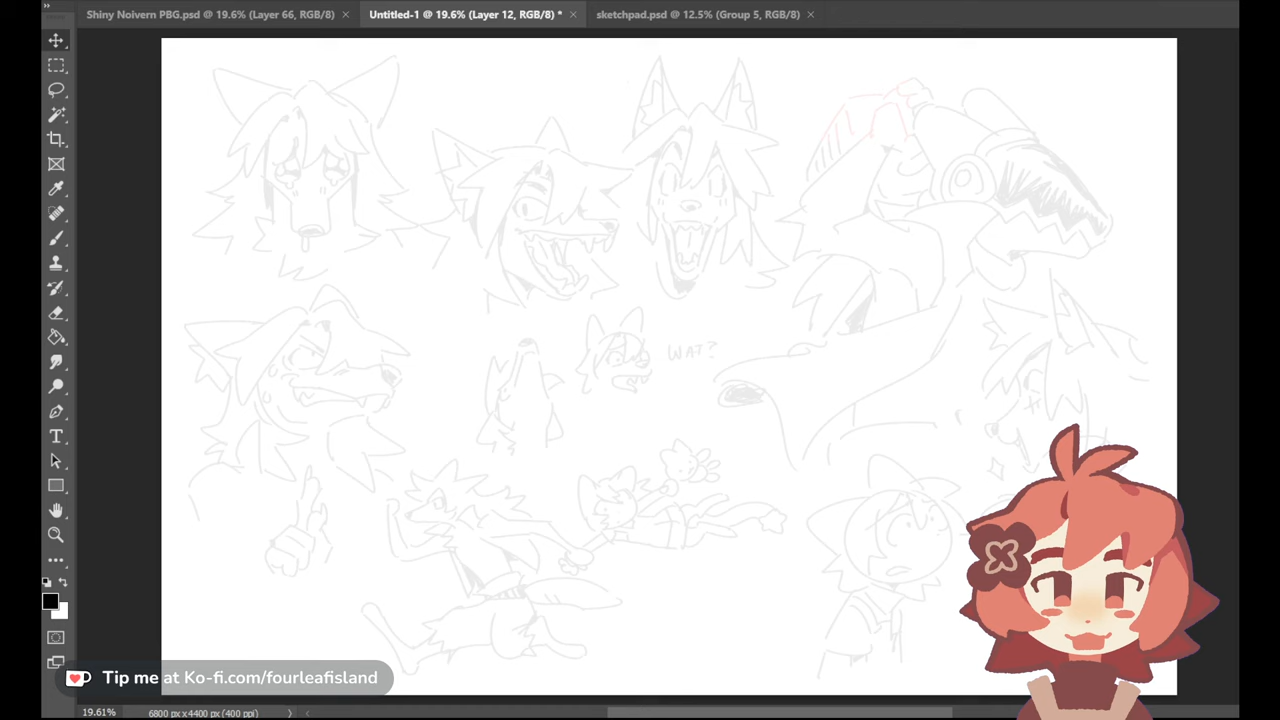 Shiny Noivern PBG.psd @ 19.6% (Layer 66, RGB/8)
Untitled-1 @ 19.6% (Layer 12, RGB/8) *
sketchpad.psd @ 12.5% (Group 5, RGB/8)
WAT?
Tip me at Ko-fi.com/fourleafisland
19.61%
6800 px x 4400 px (400 ppi)